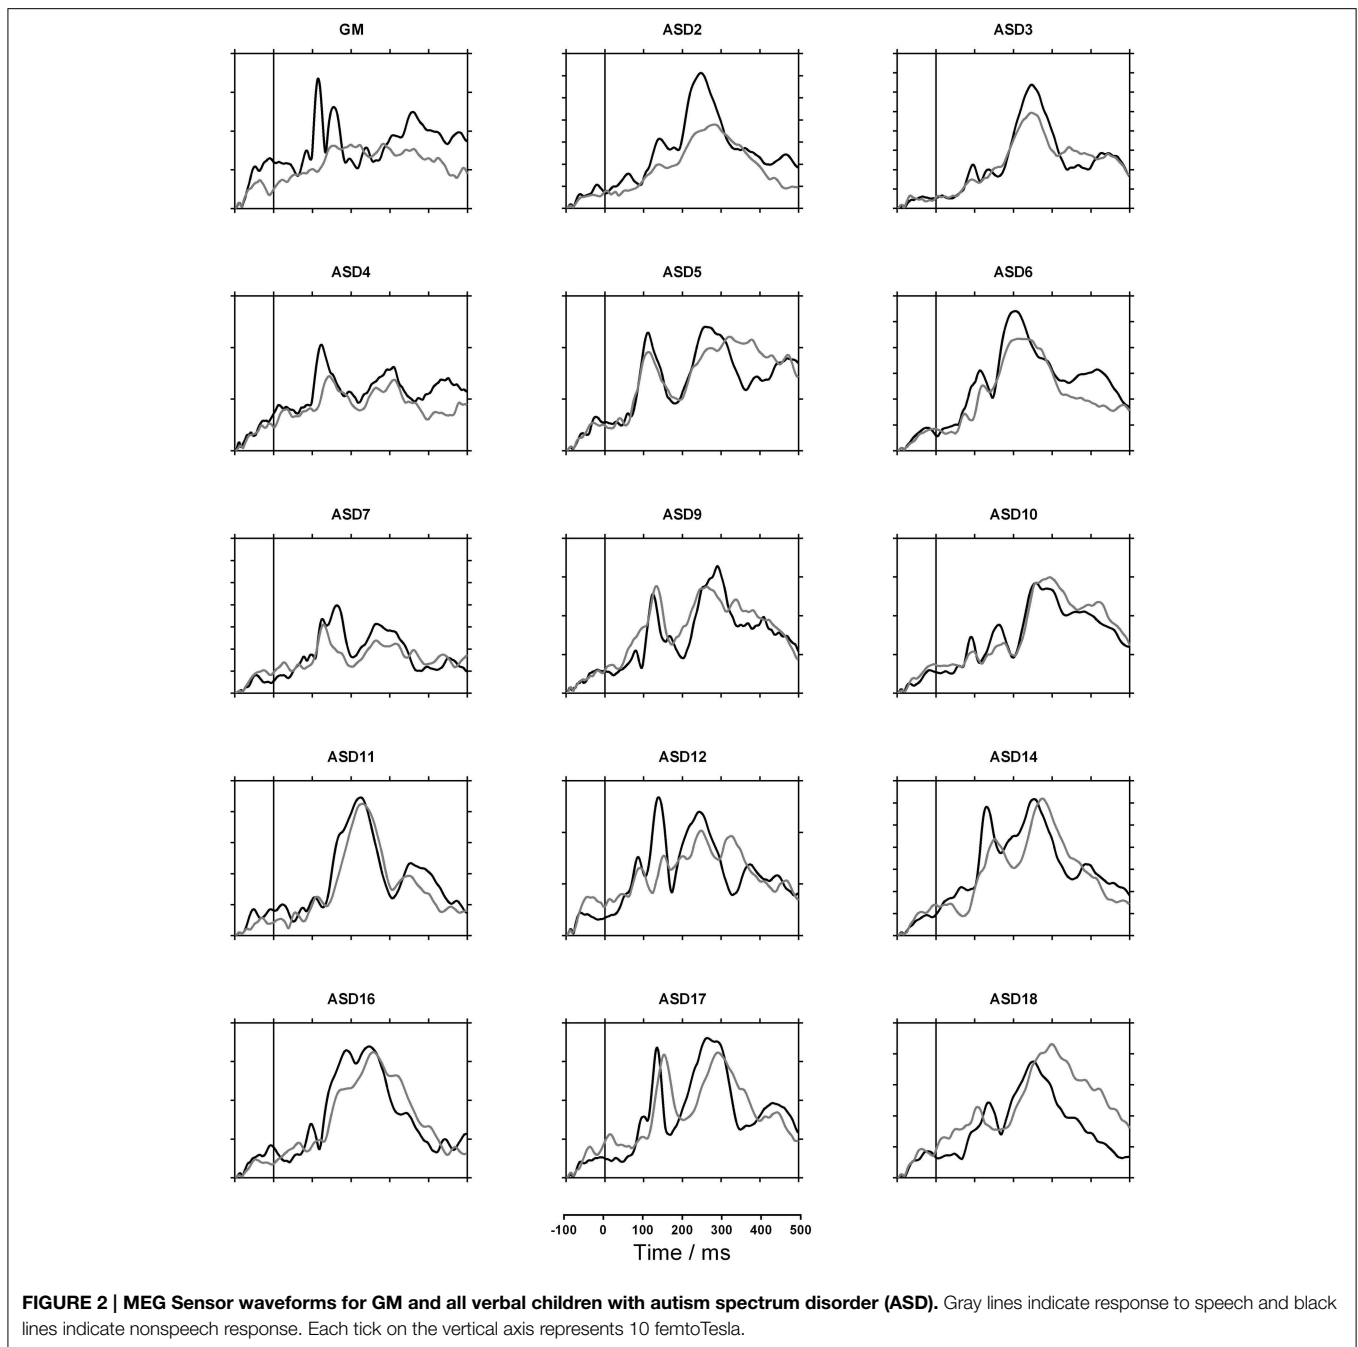 GM ASD2 ASD3
ASD4 ASD5 ASD6
ASD7 ASD9 ASD10
ASD11 ASD12 ASD14
ASD16 ASD17 ASD18
-100 0 100 200 300 400 500
Time / ms
FIGURE 2 | MEG Sensor waveforms for GM and all verbal children with autism spectrum disorder (ASD). Gray lines indicate response to speech and black
lines indicate nonspeech response. Each tick on the vertical axis represents 10 femtoTesla.